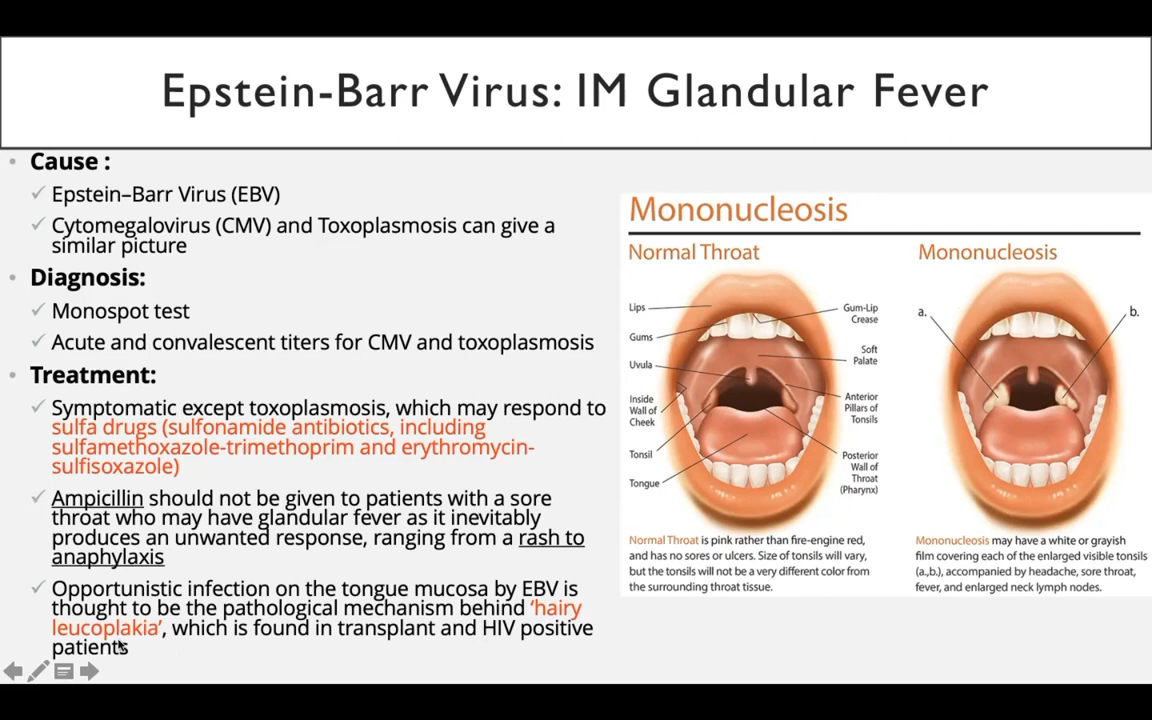 Epstein-Barr Virus: IM Glandular Fever
Cause :
Epstein–Barr Virus (EBV)
Cytomegalovirus (CMV) and Toxoplasmosis can give a
similar picture
Diagnosis:
Monospot test
Acute and convalescent titers for CMV and toxoplasmosis
Treatment:
Symptomatic except toxoplasmosis, which may respond to
sulfa drugs (sulfonamide antibiotics, including
sulfamethoxazole-trimethoprim and erythromycin-
sulfisoxazole)
Ampicillin should not be given to patients with a sore
throat who may have glandular fever as it inevitably
produces an unwanted response, ranging from a rash to
anaphylaxis
Opportunistic infection on the tongue mucosa by EBV is
thought to be the pathological mechanism behind ‘hairy
leucoplakia’, which is found in transplant and HIV positive
patients
Mononucleosis
Normal Throat
Lips
Gums
Uvula
Inside
Wall of
Cheek
Tonsil
Tongue
Gum-Lip
Crease
Soft
Palate
Anterior
Pillars of
Tonsils
Posterior
Wall of
Throat
(Pharynx)
Normal Throat is pink rather than fire-engine red,
and has no sores or ulcers. Size of tonsils will vary,
but the tonsils will not be a very different color from
the surrounding throat tissue.
Mononucleosis
a.
b.
Mononucleosis may have a white or grayish
film covering each of the enlarged visible tonsils
(a.,b.), accompanied by headache, sore throat,
fever, and enlarged neck lymph nodes.